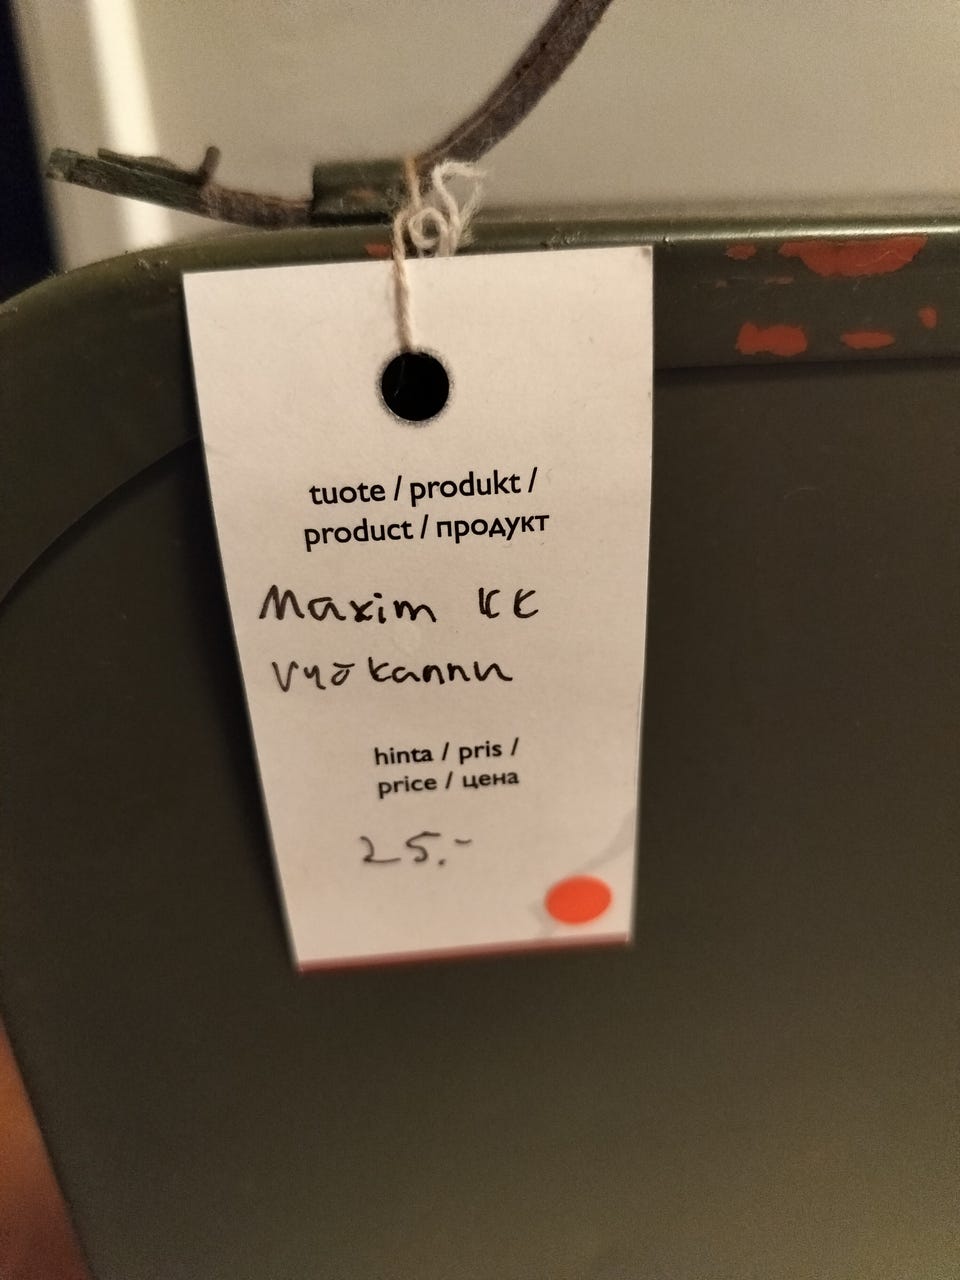 tuote / produkt /
product / продукт
Maxim KK
vyökannu
hinta / pris /
price / цена
25.-